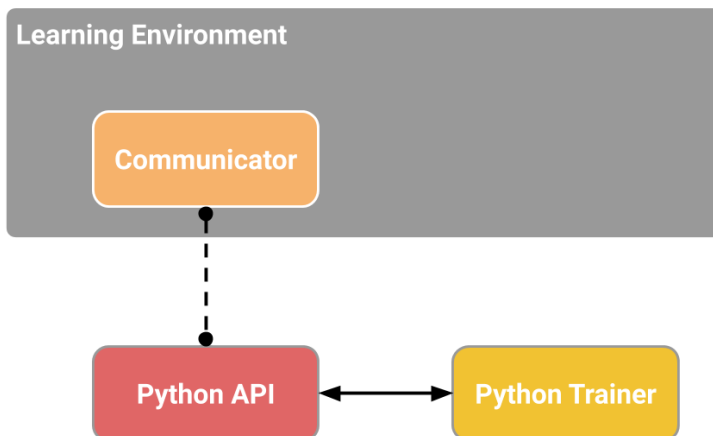 Learning Environment
Communicator
Python API
Python Trainer